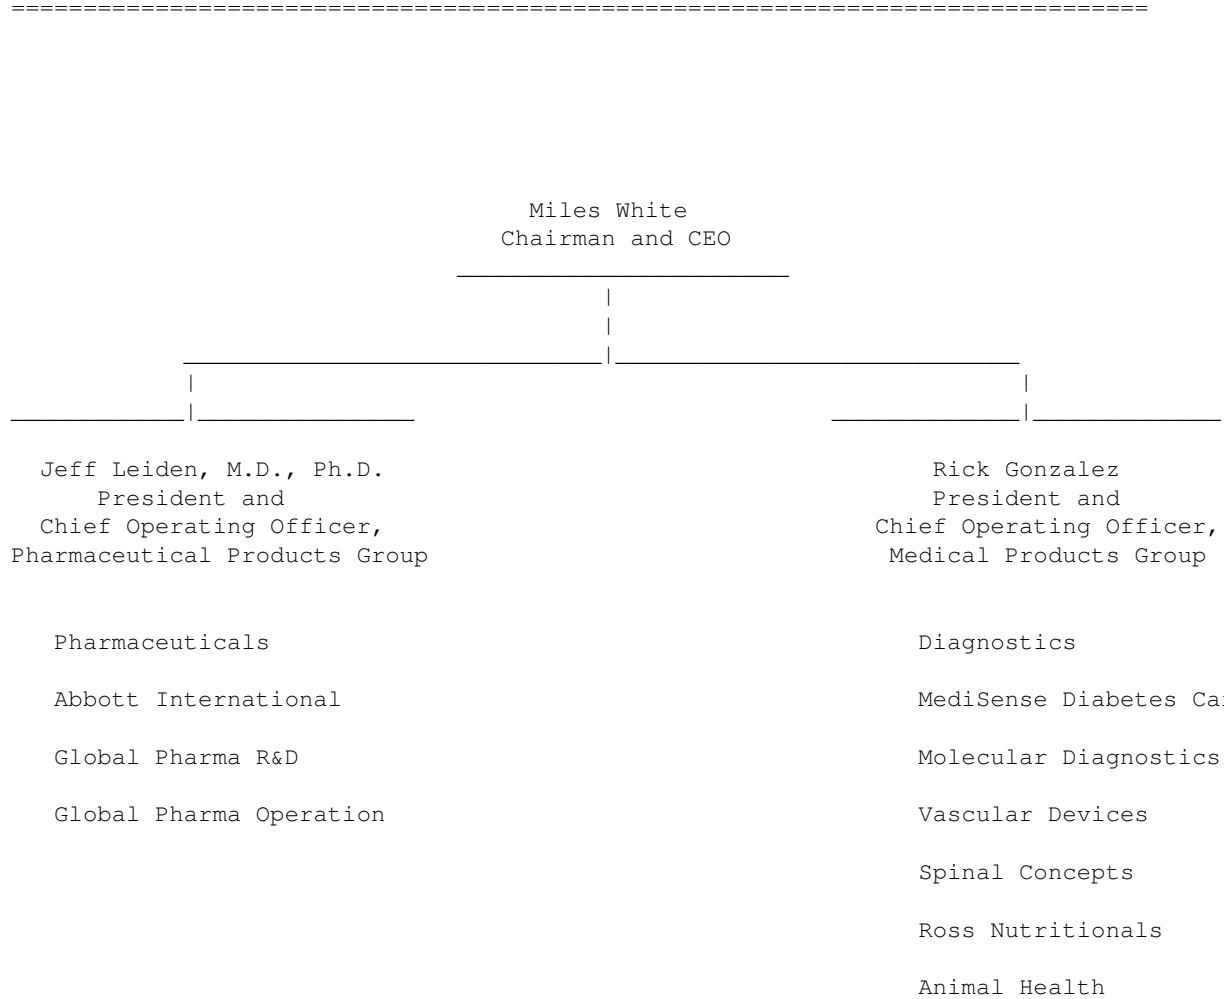 Miles White
Chairman and CEO
Jeff Leiden, M.D., Ph.D.
President and
Chief Operating Officer,
Pharmaceutical Products Group
Pharmaceuticals
Abbott International
Global Pharma R&D
Global Pharma Operation
Rick Gonzalez
President and
Chief Operating Officer,
Medical Products Group
Diagnostics
MediSense Diabetes
Molecular Diagnostics
Vascular Devices
Spinal Concepts
Ross Nutritionals
Animal Health